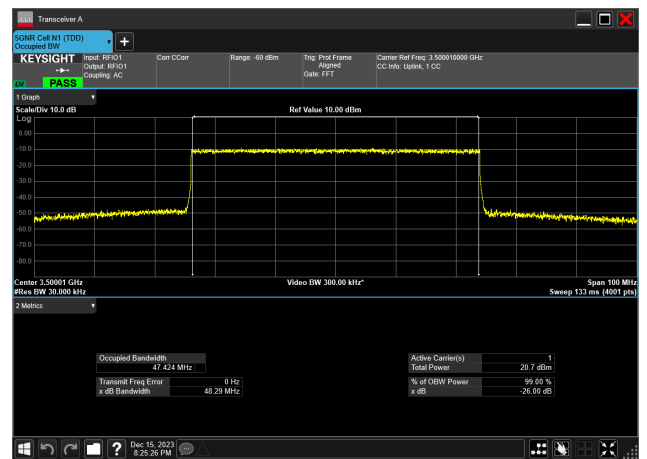 Transceiver A
5GNR Cell N1 (TDD)
Occupied BW
KEYSIGHT
Input: RFIO1
Output: RFIO1
Coupling: AC
Corr CCorr
Range: -60 dBm
Trig: Prot Frame
Aligned
Gate: FFT
Carrier Ref Freq: 3.500010000 GHz
CC Info: Uplink, 1 CC
PASS
1 Graph
Scale/Div 10.0 dB
Ref Value 10.00 dBm
Log
0.00
-10.0
-20.0
-30.0
-40.0
-50.0
-60.0
-70.0
-80.0
Center 3.50001 GHz
Video BW 300.00 kHz*
Span 100 MHz
#Res BW 30.000 kHz
Sweep 133 ms (4001 pts)
2 Metrics
Occupied Bandwidth
47.424 MHz
Active Carrier(s) 1
Total Power 20.7 dBm
Transmit Freq Error 0 Hz
x dB Bandwidth 48.29 MHz
% of OBW Power 99.00 %
x dB -26.00 dB
?
Dec 15, 2023
8:25:26 PM